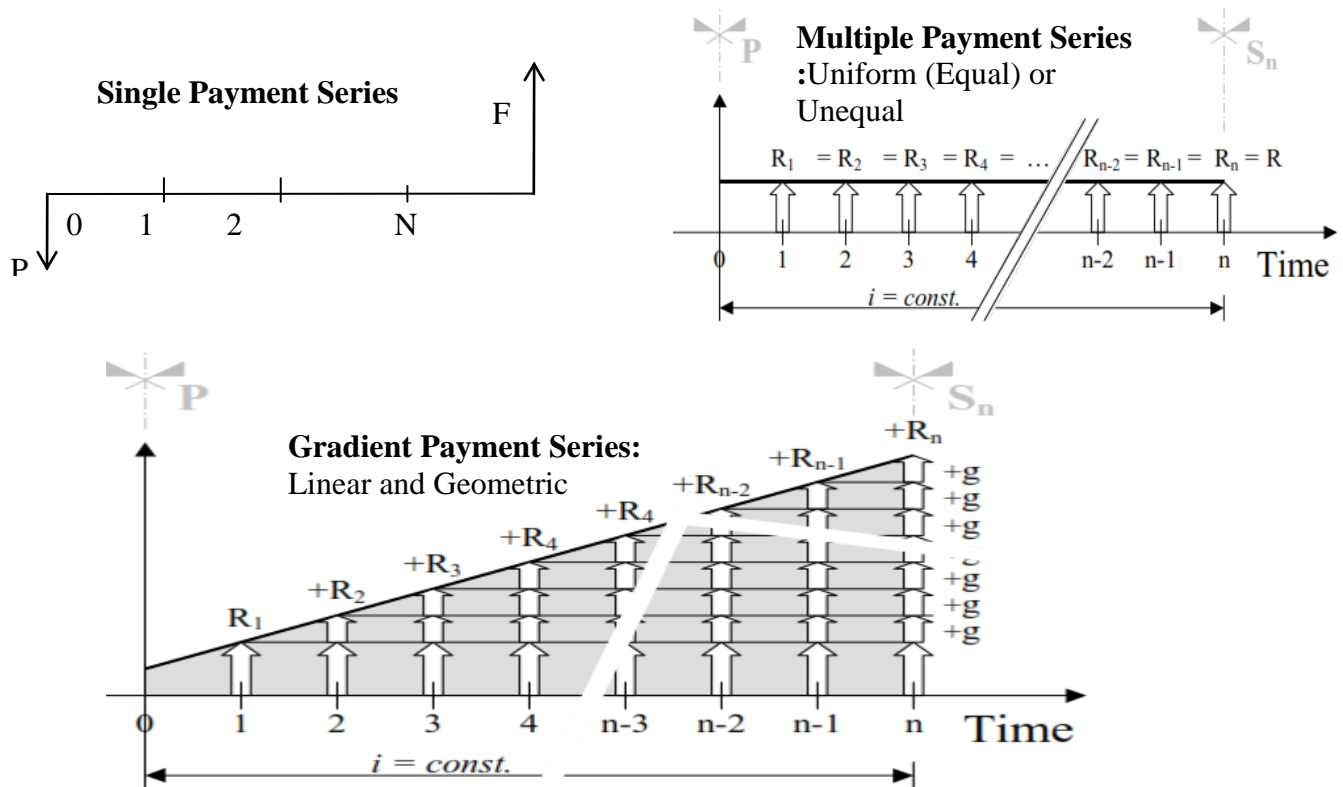 Single Payment Series
F
0 1 2 N
P
P
Multiple Payment Series
:Uniform (Equal) or
Unequal
Sn
R1 = R2 = R3 = R4 = ... Rn-2 = Rn-1 = Rn = R
0 1 2 3 4 n-2 n-1 n Time
i = const.
P
Sn
Gradient Payment Series:
Linear and Geometric
R1 +R2 +R3 +R4 +R4 +Rn-2 +Rn-1 +Rn
+g
+g
+g
+g
+g
+g
0 1 2 3 4 n-3 n-2 n-1 n Time
i = const.